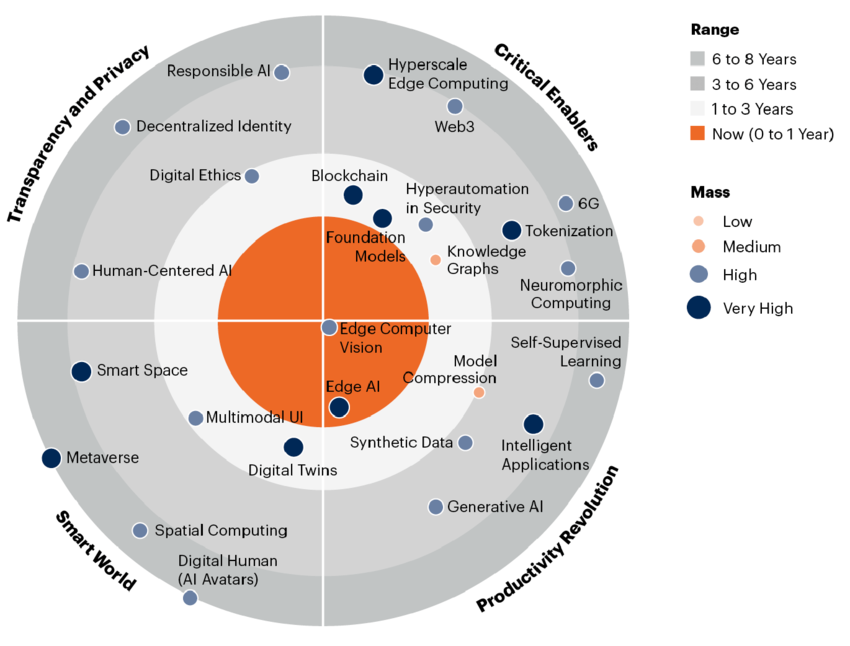 Transparency and Privacy
Critical Enablers
Responsible AI
Hyperscale
Edge Computing
Web3
Decentralized Identity
Digital Ethics
Blockchain
Hyperautomation
in Security
6G
Tokenization
Foundation
Models
Knowledge
Graphs
Human-Centered AI
Neuromorphic
Computing
Edge Computer
Vision
Self-Supervised
Learning
Model
Compression
Smart Space
Edge AI
Multimodal UI
Synthetic Data
Intelligent
Applications
Metaverse
Digital Twins
Generative AI
Spatial Computing
Digital Human
(AI Avatars)
Smart World
Productivity Revolution
Range
6 to 8 Years
3 to 6 Years
1 to 3 Years
Now (0 to 1 Year)
Mass
Low
Medium
High
Very High